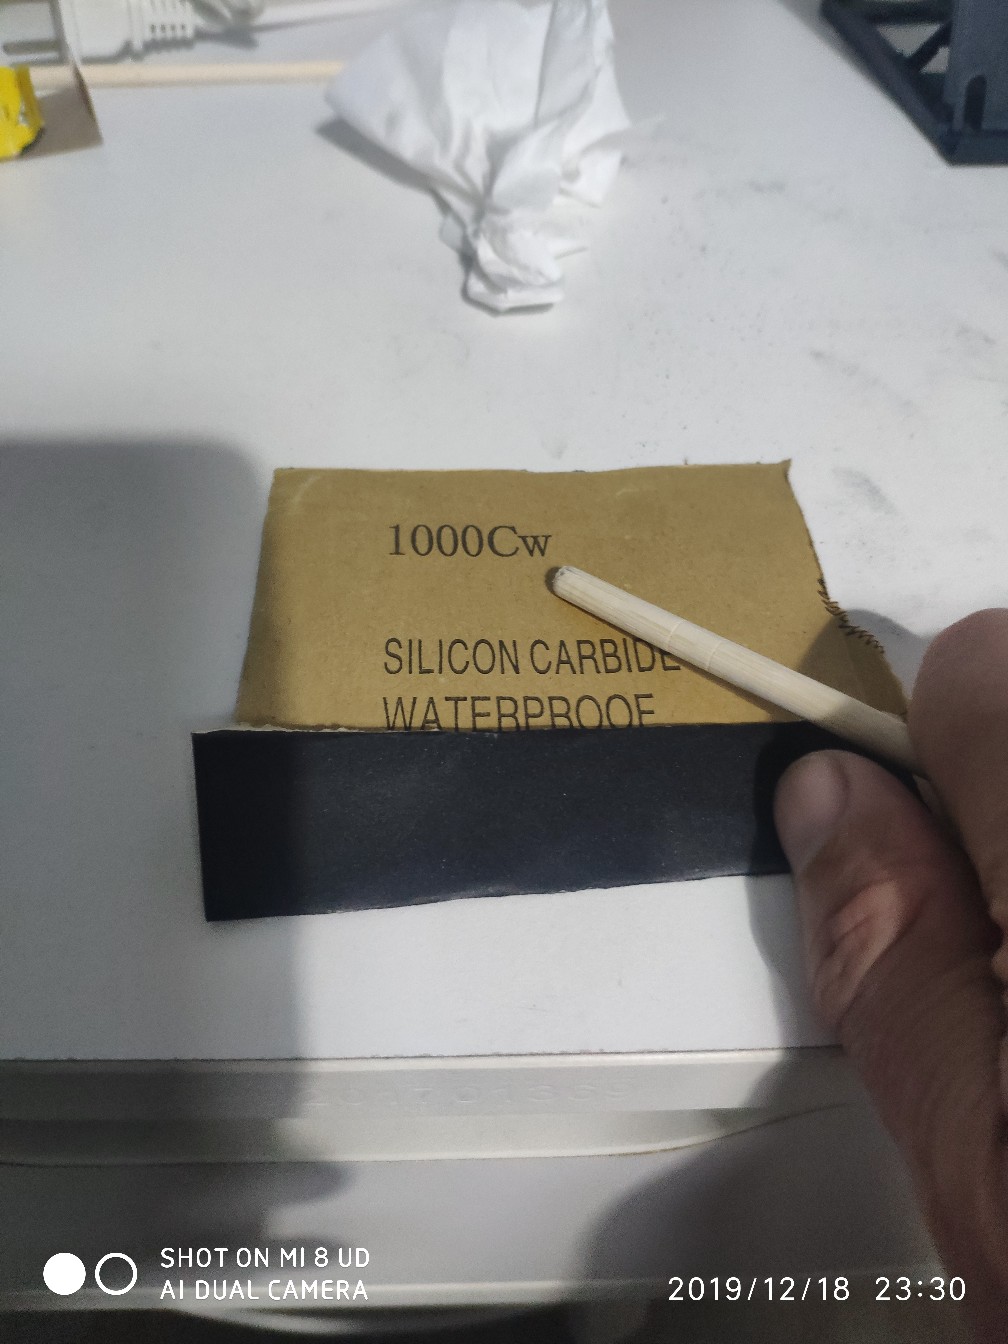 1000Cw
SILICON CARBIDE
WATERPROOF
SHOT ON MI 8 UD
AI DUAL CAMERA
2019/12/18 23:30